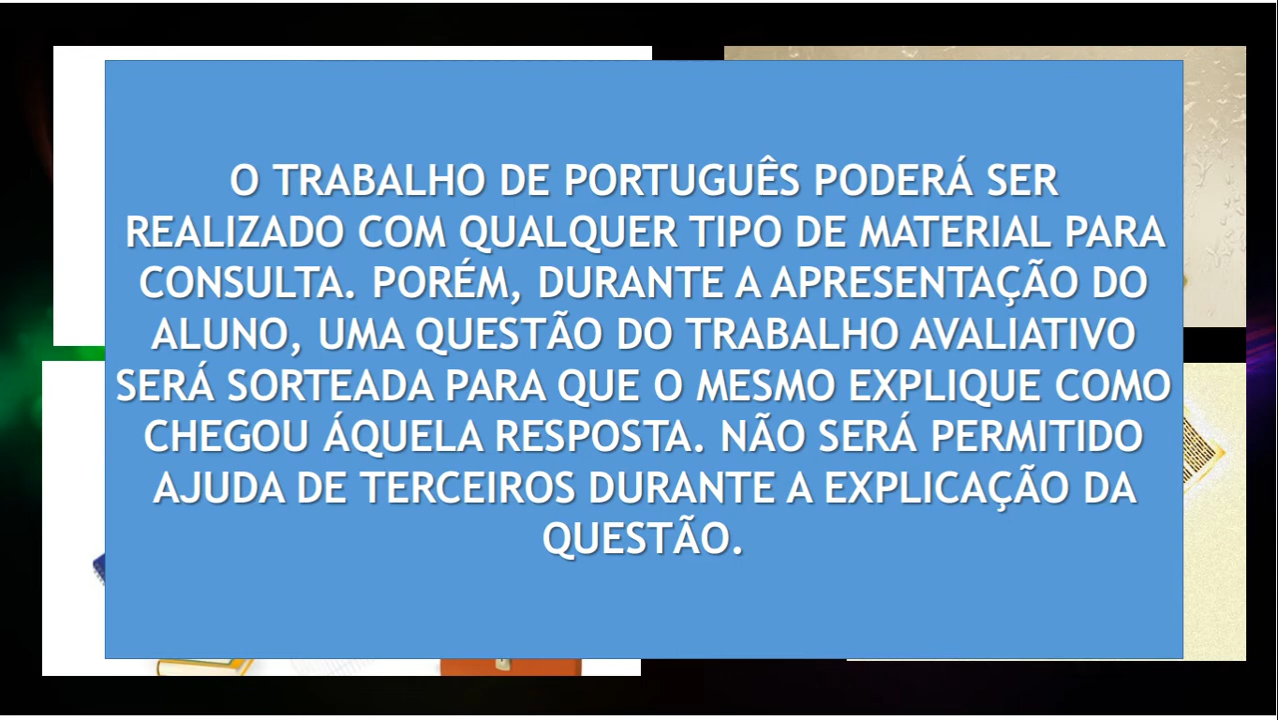 O TRABALHO DE PORTUGUÊS PODERÁ SER
REALIZADO COM QUALQUER TIPO DE MATERIAL PARA
CONSULTA. PORÉM, DURANTE A APRESENTAÇÃO DO
ALUNO, UMA QUESTÃO DO TRABALHO AVALIATIVO
SERÁ SORTEADA PARA QUE O MESMO EXPLIQUE COMO
CHEGOU ÁQUELA RESPOSTA. NÃO SERÁ PERMITIDO
AJUDA DE TERCEIROS DURANTE A EXPLICAÇÃO DA
QUESTÃO.